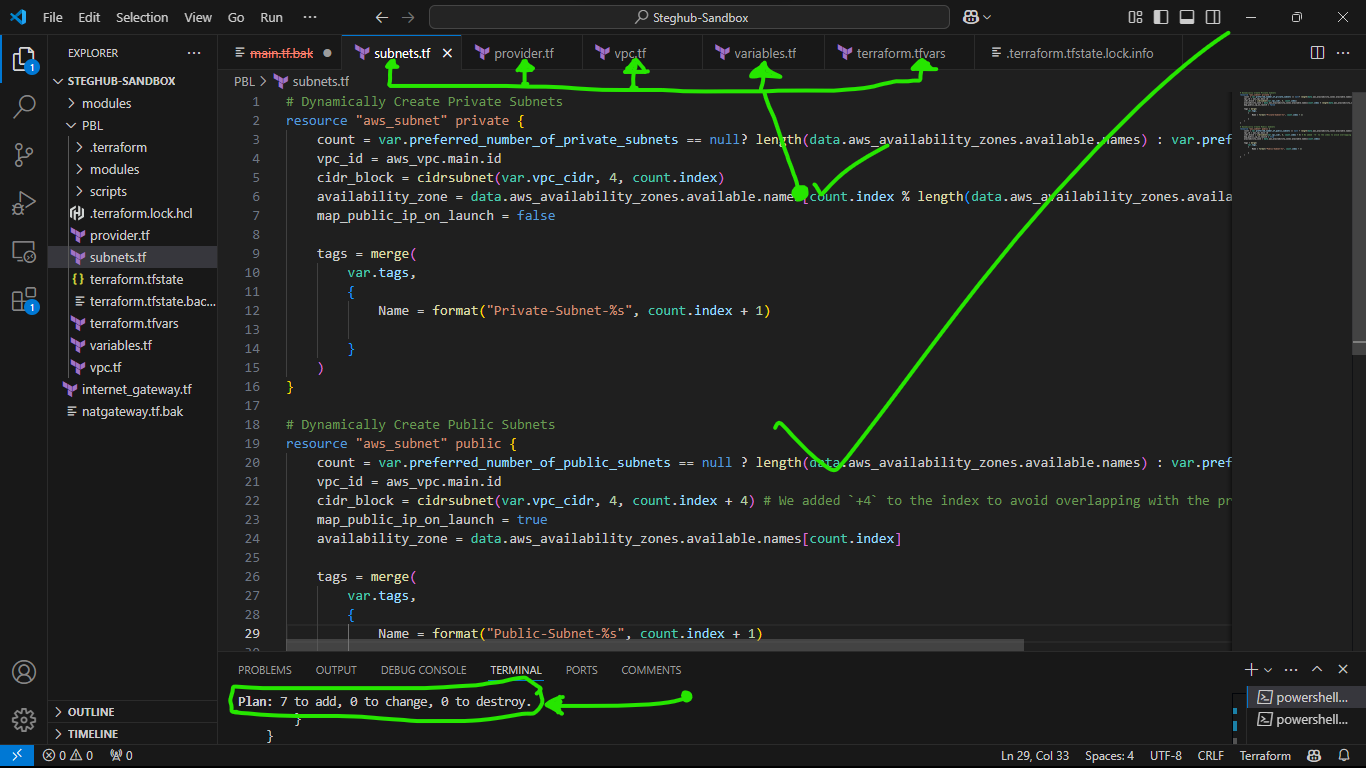 File Edit Selection View Go Run ··· Steghub-Sandbox
EXPLORER ···
main.tf.bak subnets.tf provider.tf vpc.tf variables.tf terraform.tfvars .terraform.tfstate.lock.info ···
PBL > subnets.tf
STEGHUB-SANDBOX
modules
PBL
.terraform
modules
scripts
.terraform.lock.hcl
provider.tf
subnets.tf
terraform.tfstate
terraform.tfstate.bac...
terraform.tfvars
variables.tf
vpc.tf
internet_gateway.tf
natgateway.tf.bak
OUTLINE
TIMELINE
1
1
1 # Dynamically Create Private Subnets
2 resource "aws_subnet" private {
3 count = var.preferred_number_of_private_subnets == null? length(data.aws_availability_zones.available.names) : var.pref
4 vpc_id = aws_vpc.main.id
5 cidr_block = cidrsubnet(var.vpc_cidr, 4, count.index)
6 availability_zone = data.aws_availability_zones.available.names[count.index % length(data.aws_availability_zones.availa
7 map_public_ip_on_launch = false
8
9 tags = merge(
10 var.tags,
11 {
12 Name = format("Private-Subnet-%s", count.index + 1)
13
14 }
15 )
16 }
17
18 # Dynamically Create Public Subnets
19 resource "aws_subnet" public {
20 count = var.preferred_number_of_public_subnets == null ? length(data.aws_availability_zones.available.names) : var.pref
21 vpc_id = aws_vpc.main.id
22 cidr_block = cidrsubnet(var.vpc_cidr, 4, count.index + 4) # We added `+4` to the index to avoid overlapping with the pr
23 map_public_ip_on_launch = true
24 availability_zone = data.aws_availability_zones.available.names[count.index]
25
26 tags = merge(
27 var.tags,
28 {
29 Name = format("Public-Subnet-%s", count.index + 1)
PROBLEMS OUTPUT DEBUG CONSOLE TERMINAL PORTS COMMENTS
Plan: 7 to add, 0 to change, 0 to destroy.
}
}
powershell...
powershell...
0 0 0 Ln 29, Col 33 Spaces: 4 UTF-8 CRLF Terraform